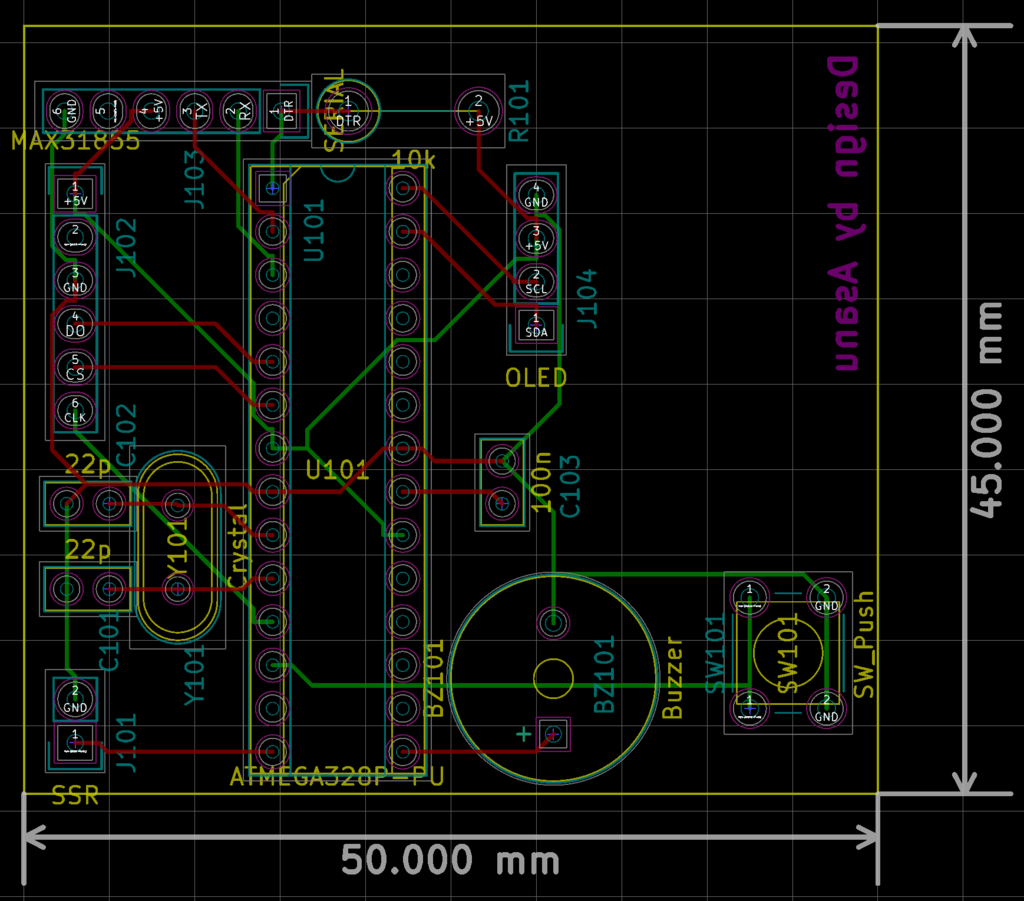 6 GND
5
4 +5V
3 TX
2 RX
1 DTR
SERIAL
1 DTR
2 +5V
R101
MAX31855
J103
10k
1 +5V
2
3 GND
4 DO
5 CS
6 CLK
J102
U101
4 GND
3 +5V
2 SCL
1 SDA
J104
OLED
Design by Asann
45.000 mm
C102
22p
U101
100n
C103
Y101
Crystal
22p
C101
Y101
2 GND
1
J101
SSR
BZ101
BZ101
Buzzer
+
1
2 GND
SW101
SW101
SW_Push
1
2 GND
ATMEGA328P-PU
50.000 mm